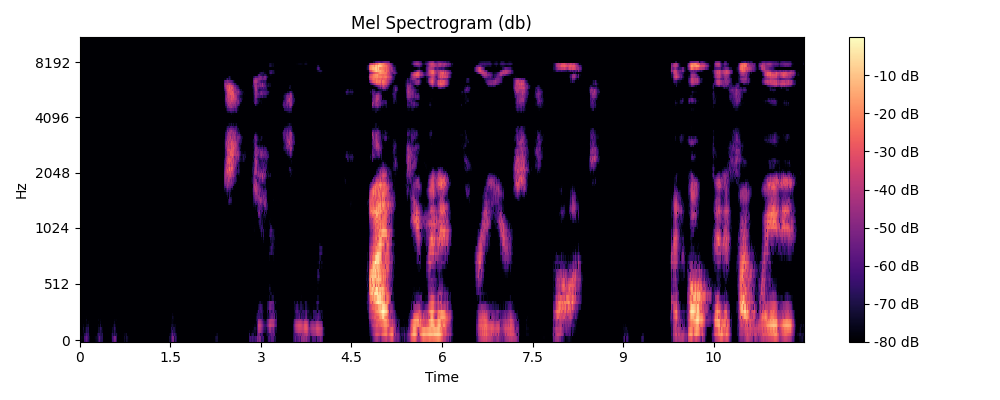 Mel Spectrogram (db)
8192
4096
2048
1024
512
0
Hz
0 1.5 3 4.5 6 7.5 9 10
Time
-10 dB
-20 dB
-30 dB
-40 dB
-50 dB
-60 dB
-70 dB
-80 dB